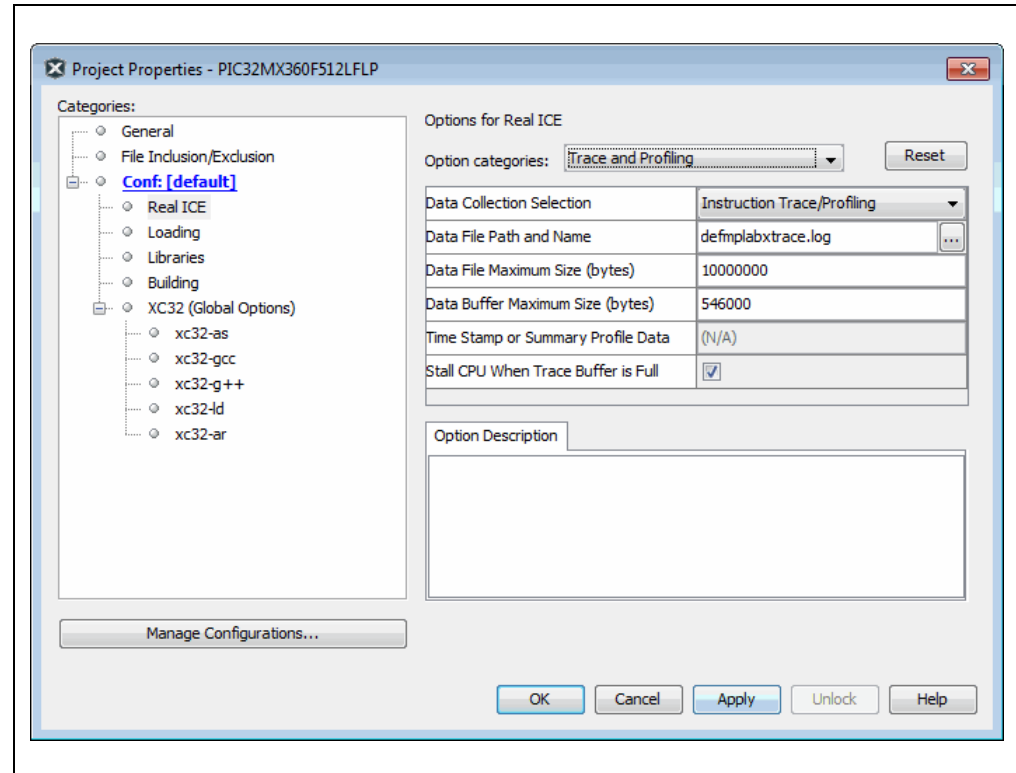 Project Properties - PIC32MX360F512LFLP
Categories:
General
File Inclusion/Exclusion
Conf: [default]
Real ICE
Loading
Libraries
Building
XC32 (Global Options)
xc32-as
xc32-gcc
xc32-g++
xc32-ld
xc32-ar
Manage Configurations...
Options for Real ICE
Option categories: Trace and Profiling Reset
Data Collection Selection Instruction Trace/Profiling
Data File Path and Name defmplabxtrace.log ...
Data File Maximum Size (bytes) 10000000
Data Buffer Maximum Size (bytes) 546000
Time Stamp or Summary Profile Data (N/A)
Stall CPU When Trace Buffer is Full
Option Description
OK Cancel Apply Unlock Help